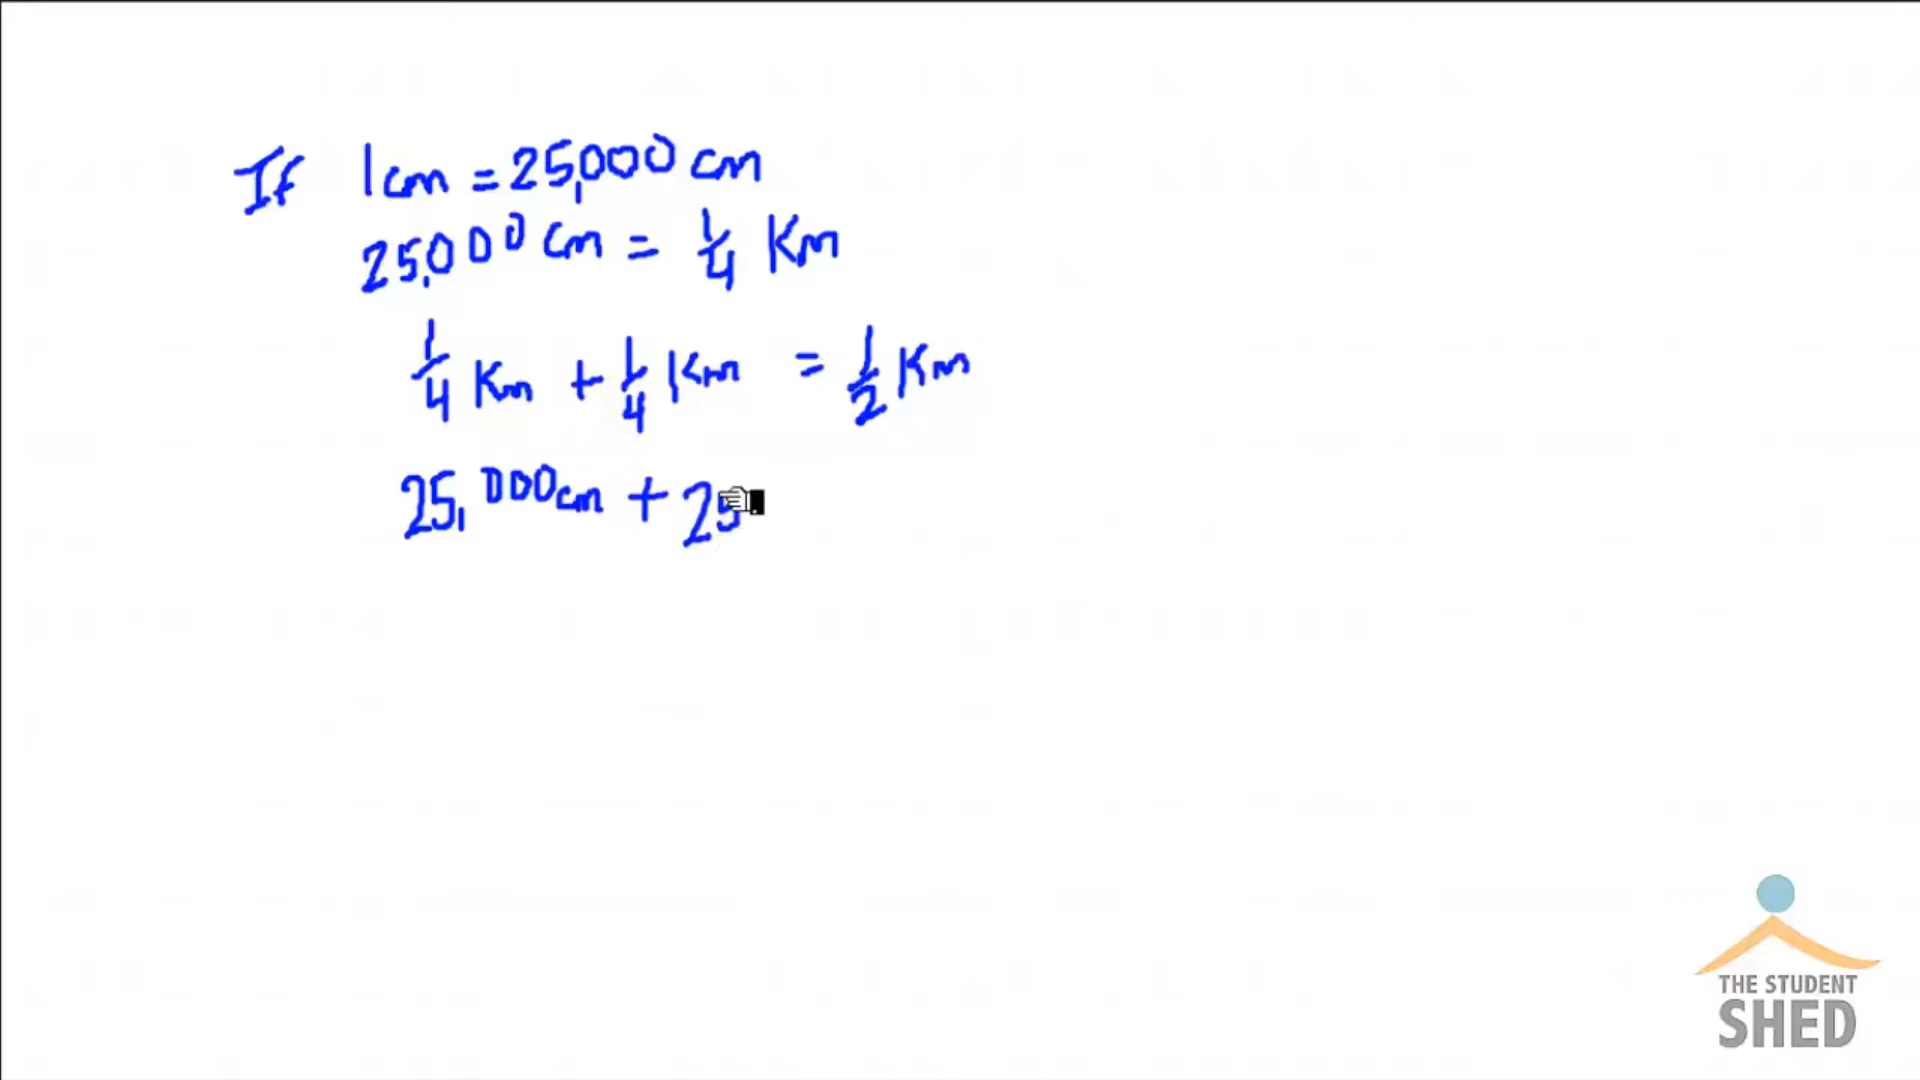 If 1cm = 25,000 cm
25,000 cm = 1/4 Km
1/4 Km + 1/4 Km = 1/2 Km
25,000cm + 25
THE STUDENT
SHED